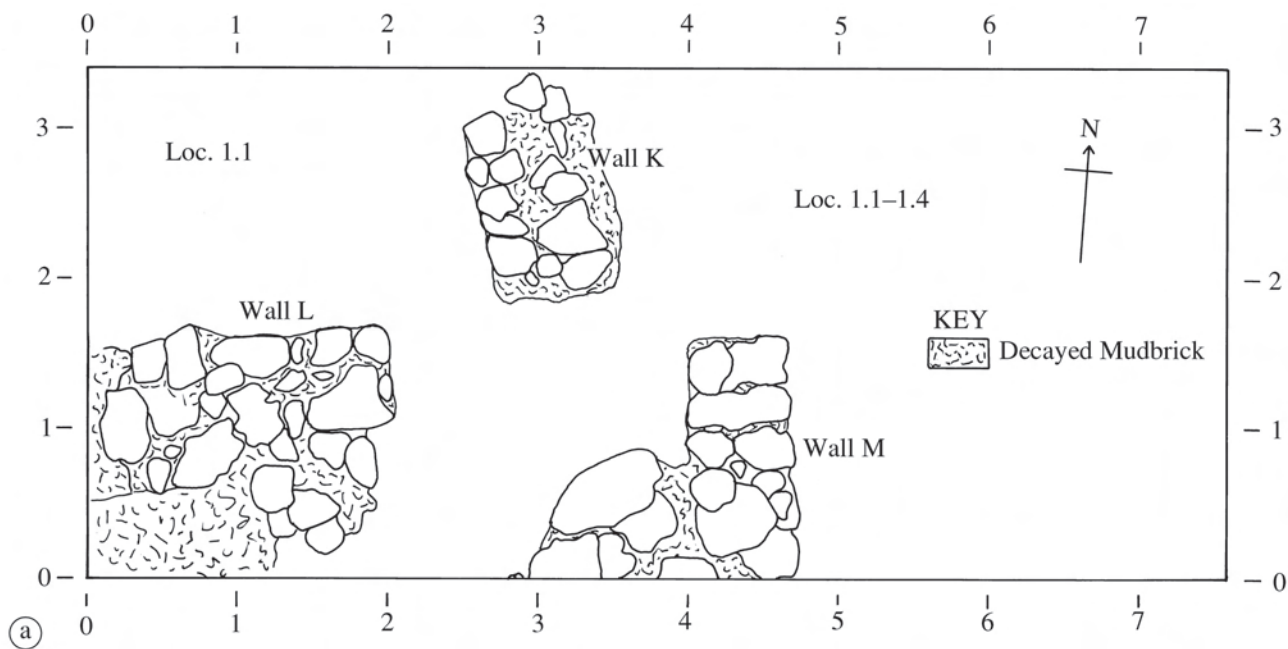 0 1 2 3 4 5 6 7
3 3
Loc. 1.1
N
Wall K
Loc. 1.1–1.4
2 2
Wall L
KEY
Decayed Mudbrick
1 1
Wall M
0 0
0 1 2 3 4 5 6 7
a